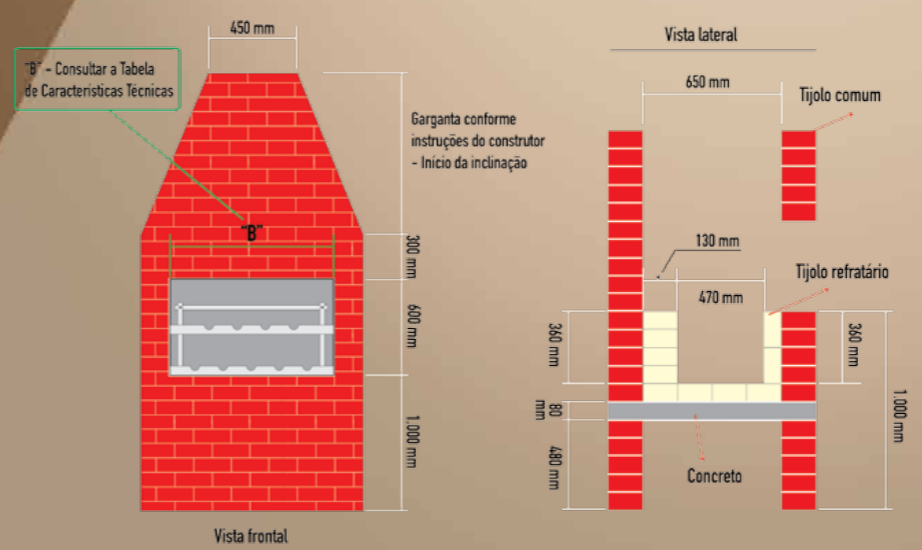 450 mm
"B" - Consultar a Tabela
de Características Técnicas
Garganta conforme
instruções do construtor
- Início da inclinação
"B"
300 mm
600 mm
1.000 mm
Vista frontal
Vista lateral
650 mm
Tijolo comum
130 mm
470 mm
Tijolo refratário
360 mm
360 mm
80
mm
480 mm
1.000 mm
Concreto